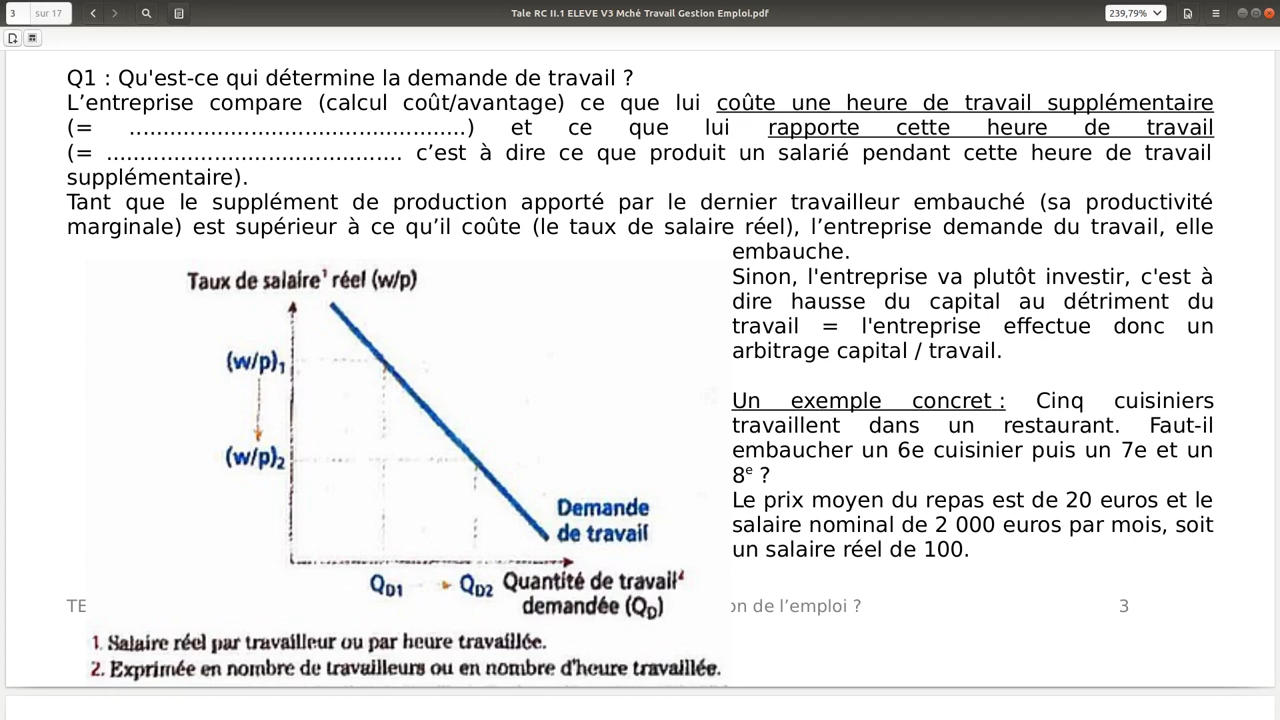 3
sur 17
Tale RC II.1 ELEVE V3 Mché Travail Gestion Emploi.pdf
239,79%
Q1 : Qu'est-ce qui détermine la demande de travail ?
L’entreprise compare (calcul coût/avantage) ce que lui coûte une heure de travail supplémentaire
(= ..................................................) et ce que lui rapporte cette heure de travail
(= ............................................ c’est à dire ce que produit un salarié pendant cette heure de travail
supplémentaire).
Tant que le supplément de production apporté par le dernier travailleur embauché (sa productivité
marginale) est supérieur à ce qu’il coûte (le taux de salaire réel), l’entreprise demande du travail, elle
embauche.
Sinon, l'entreprise va plutôt investir, c'est à
dire hausse du capital au détriment du
travail = l'entreprise effectue donc un
arbitrage capital / travail.
Un exemple concret : Cinq cuisiniers
travaillent dans un restaurant. Faut-il
embaucher un 6e cuisinier puis un 7e et un
8e ?
Le prix moyen du repas est de 20 euros et le
salaire nominal de 2 000 euros par mois, soit
un salaire réel de 100.
Taux de salaire¹ réel (w/p)
(w/p)₁
(w/p)₂
Demande
de travail
QD1
QD2
Quantité de travail²
demandée (QD)
1. Salaire réel par travailleur ou par heure travaillée.
2. Exprimée en nombre de travailleurs ou en nombre d'heure travaillée.
TE
on de l’emploi ?
3